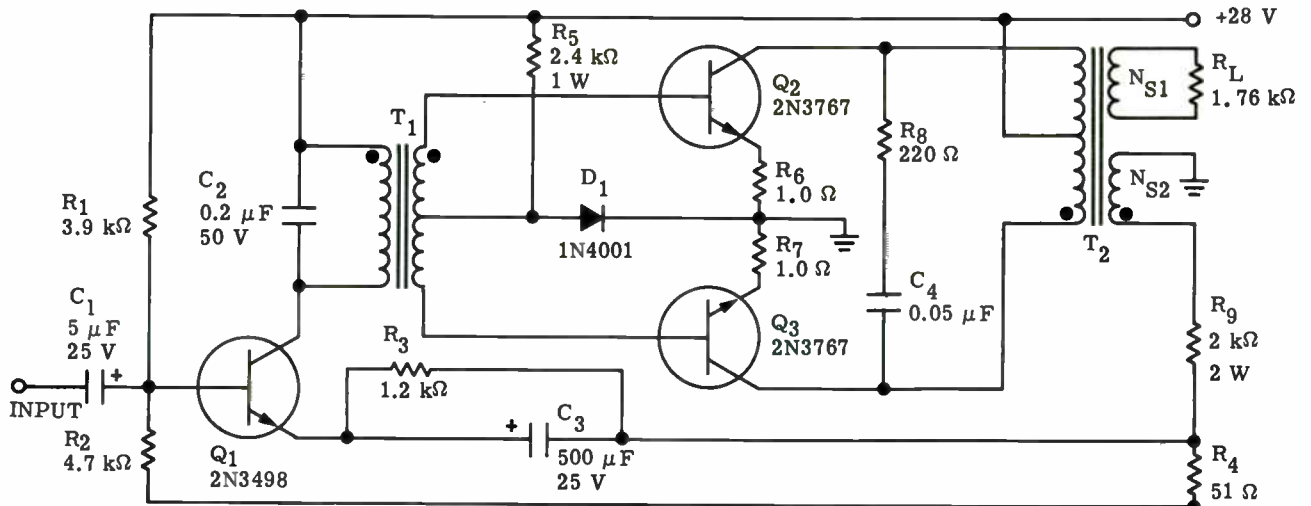 +28 V
R5
2.4 kΩ
1 W
T1
Q2
2N3767
NS1
RL
1.76 kΩ
R8
220 Ω
C2
0.2 μF
50 V
D1
1N4001
R6
1.0 Ω
NS2
R1
3.9 kΩ
T2
R7
1.0 Ω
C1
5 μF
25 V
+
C4
0.05 μF
R9
2 kΩ
2 W
Q3
2N3767
R3
1.2 kΩ
INPUT
R2
4.7 kΩ
Q1
2N3498
+
C3
500 μF
25 V
R4
51 Ω